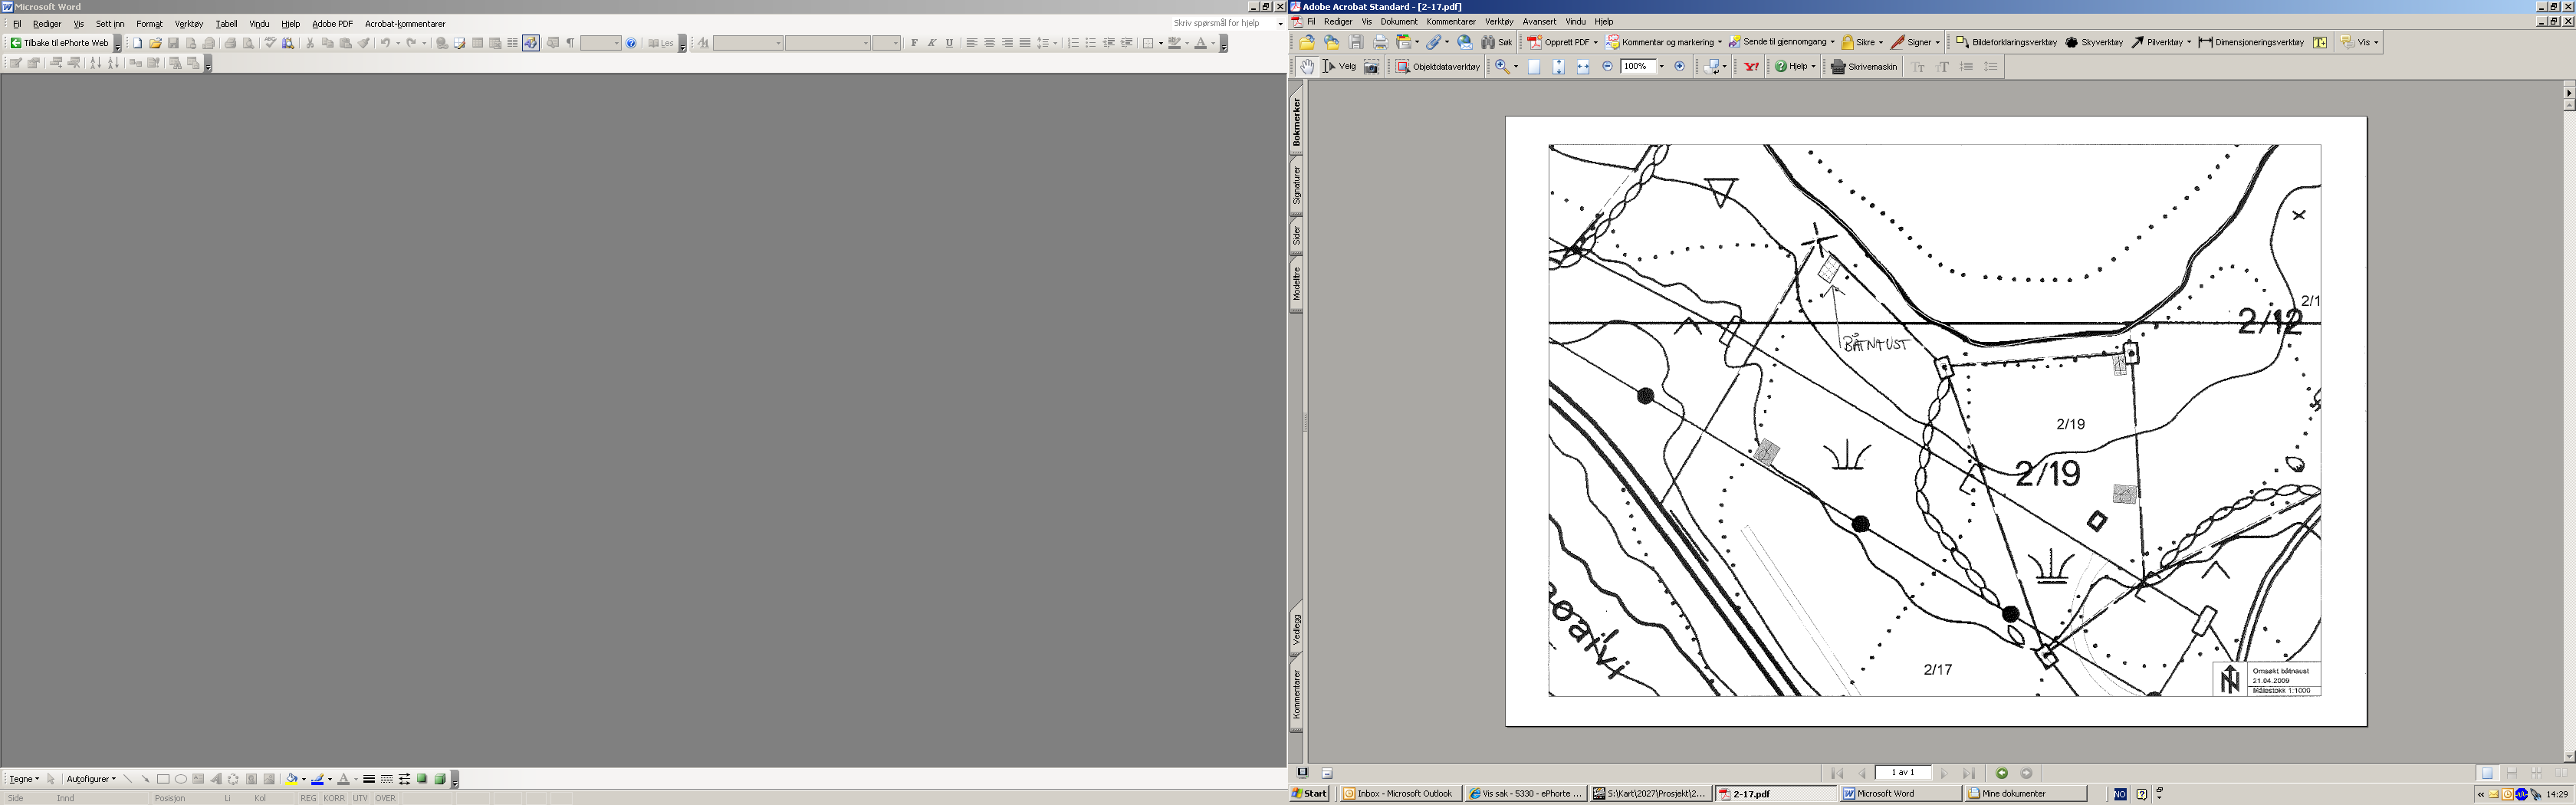 Microsoft Word
Fil Rediger Vis Sett inn Format Verktøy Tabell Vindu Hjelp Adobe PDF Acrobat-kommentarer
Skriv spørsmål for hjelp
Tilbake til ePhorte Web
Les
F K U
Tegne Autofigurer
Side Innd Posisjon Li Kol REG KORR UTV OVER
Adobe Acrobat Standard - [2-17.pdf]
Fil Rediger Vis Dokument Kommentarer Verktøy Avansert Vindu Hjelp
Søk Opprett PDF Kommentar og markering Sende til gjennomgang Sikre Signer Bildeforklaringsverktøy Skyverktøy Pilverktøy Dimensjoneringsverktøy Vis
Velg Objektdataverktøy 100% Hjelp Skrivemaskin
Bokmerker
Signaturer
Sider
Modelltre
Vedlegg
Kommentarer
2/1
2/12
BÅTNAUST
2/19
2/19
2/17
N
Omsøkt båtnaust
21.04.2009
Målestokk 1:1000
1 av 1
Start Inbox - Microsoft Outlook Vis sak - 5330 - ePhorte ... S:\Kart\2027\Prosjekt\2... 2-17.pdf Microsoft Word Mine dokumenter NO 14:29